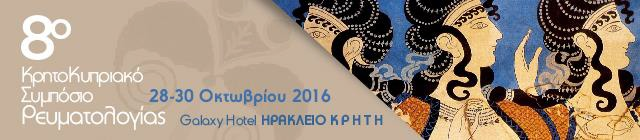 8ο
ΚρητοΚυπριακό
Συμπόσιο
Ρευματολογίας
28-30 Οκτωβρίου 2016
Galaxy Hotel ΗΡΑΚΛΕΙΟ ΚΡΗΤΗ